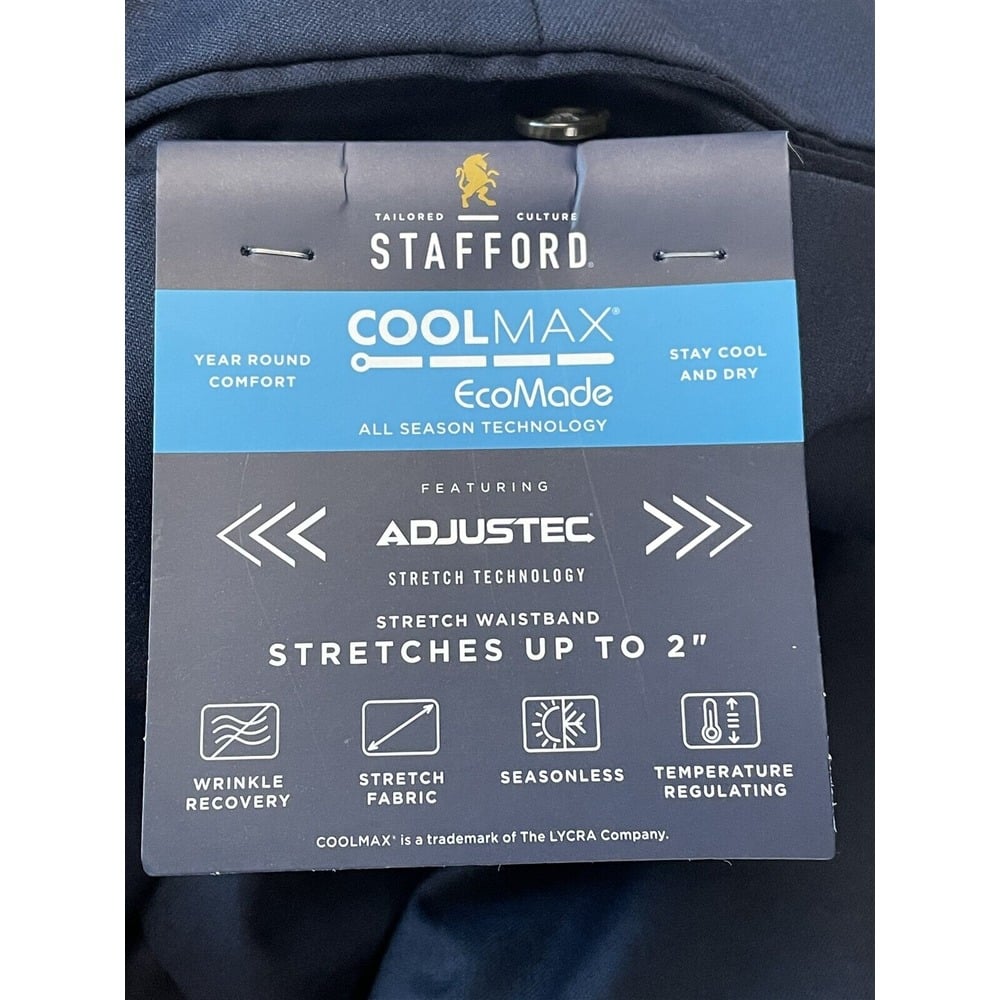 TAILORED CULTURE
STAFFORD®
COOLMAX®
YEAR ROUND
COMFORT
EcoMade
STAY COOL
AND DRY
ALL SEASON TECHNOLOGY
FEATURING
ADJUSTEC
STRETCH TECHNOLOGY
STRETCH WAISTBAND
STRETCHES UP TO 2"
WRINKLE
RECOVERY
STRETCH
FABRIC
SEASONLESS
TEMPERATURE
REGULATING
COOLMAX® is a trademark of The LYCRA Company.